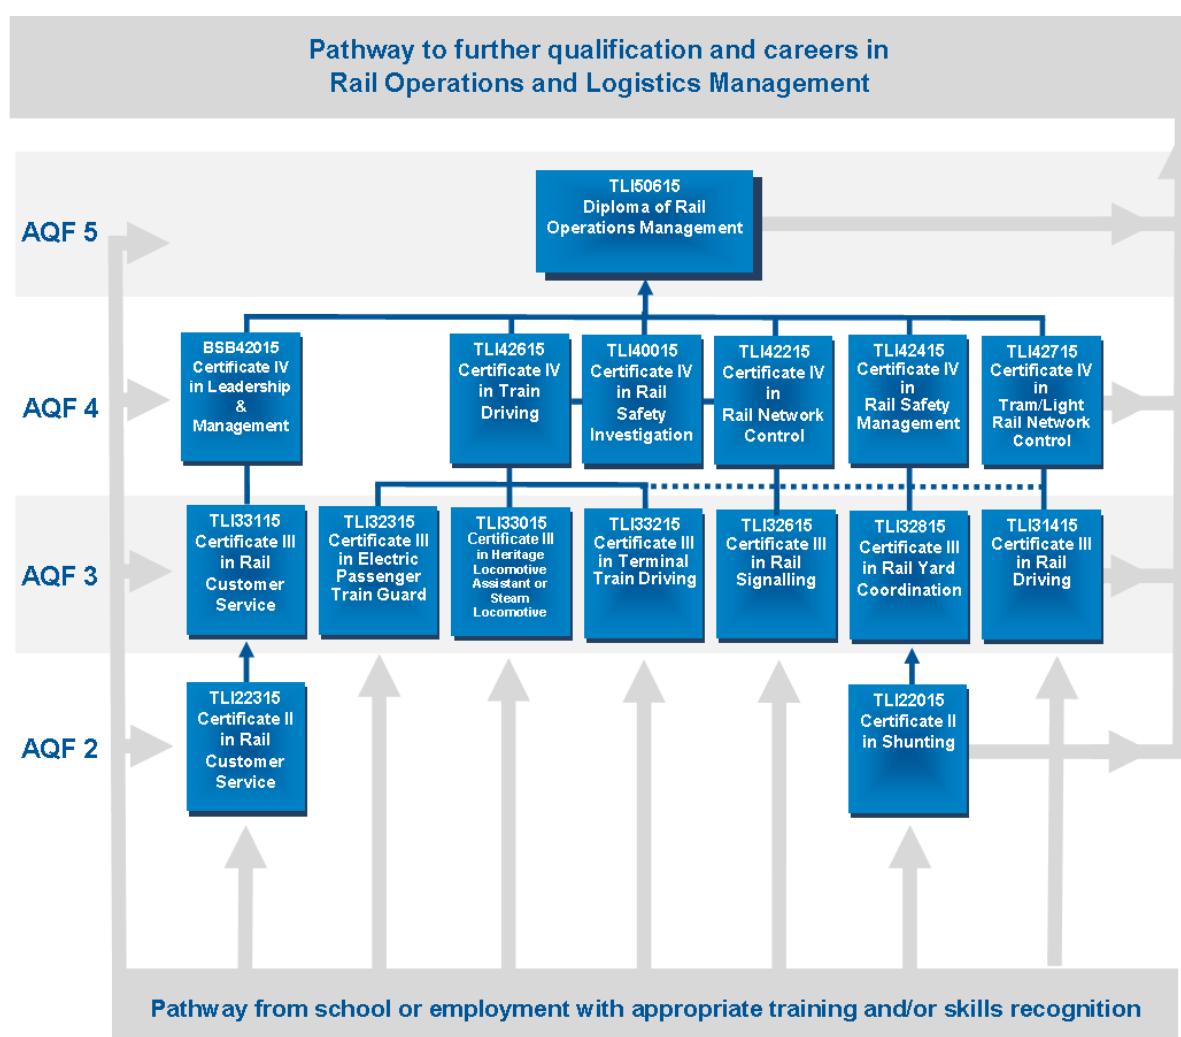 Pathway to further qualification and careers in
Rail Operations and Logistics Management
AQF 5
TLI50615
Diploma of Rail
Operations Management
AQF 4
BSB42015
Certificate IV
in Leadership
&
Management
TLI42615
Certificate IV
in Train
Driving
TLI40015
Certificate IV
in Rail
Safety
Investigation
TLI42215
Certificate IV
in
Rail Network
Control
TLI42415
Certificate IV
in
Rail Safety
Management
TLI42715
Certificate IV
in
Tram/Light
Rail Network
Control
AQF 3
TLI33115
Certificate III
in Rail
Customer
Service
TLI32315
Certificate III
in Electric
Passenger
Train Guard
TLI33015
Certificate III
in Heritage
Locomotive
Assistant or
Steam
Locomotive
TLI33215
Certificate III
in Terminal
Train Driving
TLI32615
Certificate III
in Rail
Signalling
TLI32815
Certificate III
in Rail Yard
Coordination
TLI31415
Certificate III
in Rail
Driving
AQF 2
TLI22315
Certificate II
in Rail
Customer
Service
TLI22015
Certificate II
in Shunting
Pathway from school or employment with appropriate training and/or skills recognition